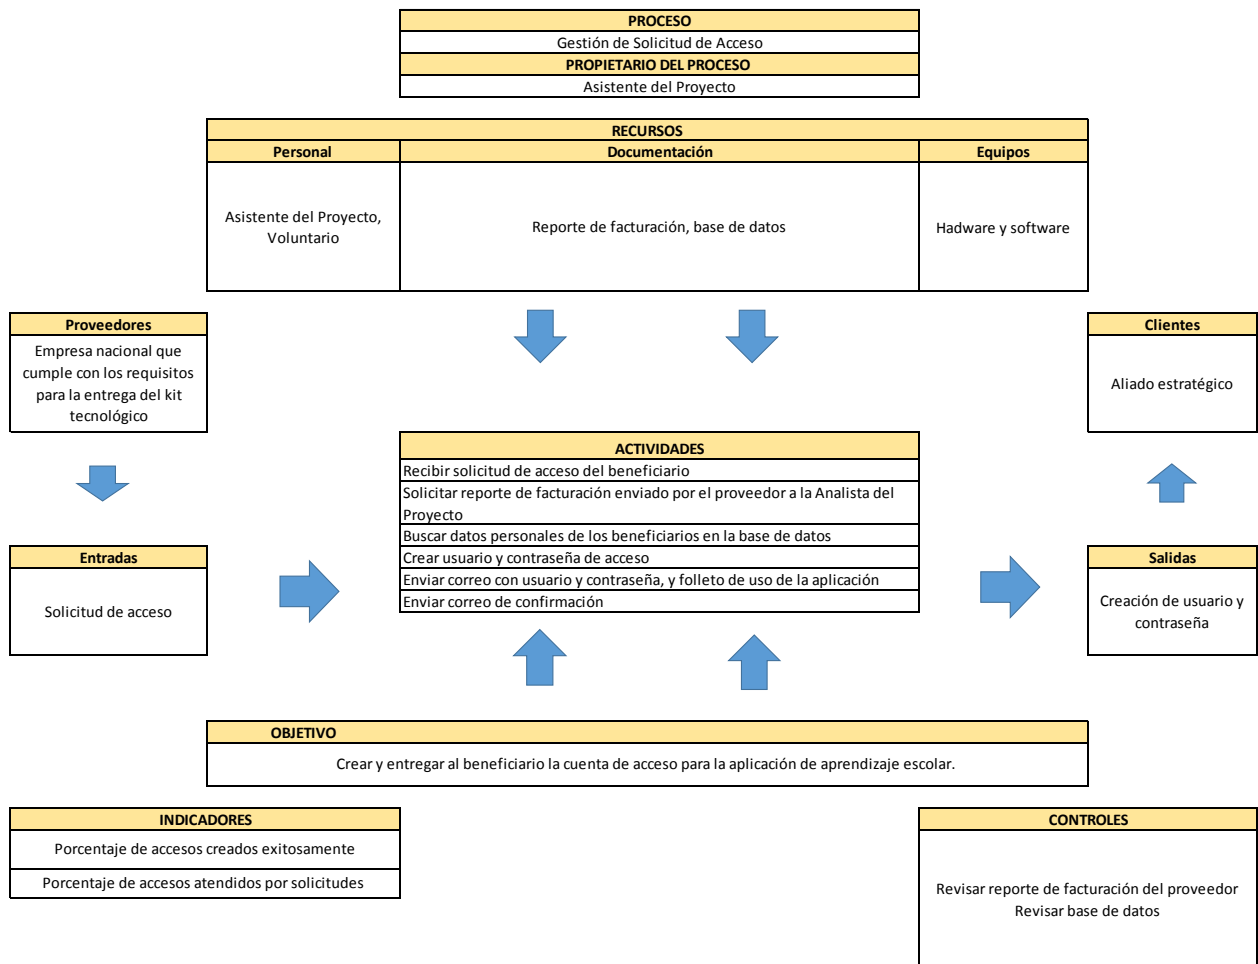 PROCESO
Gestión de Solicitud de Acceso
PROPIETARIO DEL PROCESO
Asistente del Proyecto
RECURSOS
Personal
Documentación
Equipos
Asistente del Proyecto,
Voluntario
Reporte de facturación, base de datos
Hadware y software
Proveedores
Empresa nacional que
cumple con los requisitos
para la entrega del kit
tecnológico
Clientes
Aliado estratégico
ACTIVIDADES
Recibir solicitud de acceso del beneficiario
Solicitar reporte de facturación enviado por el proveedor a la Analista del
Proyecto
Buscar datos personales de los beneficiarios en la base de datos
Crear usuario y contraseña de acceso
Enviar correo con usuario y contraseña, y folleto de uso de la aplicación
Enviar correo de confirmación
Entradas
Solicitud de acceso
Salidas
Creación de usuario y
contraseña
OBJETIVO
Crear y entregar al beneficiario la cuenta de acceso para la aplicación de aprendizaje escolar.
INDICADORES
Porcentaje de accesos creados exitosamente
Porcentaje de accesos atendidos por solicitudes
CONTROLES
Revisar reporte de facturación del proveedor
Revisar base de datos